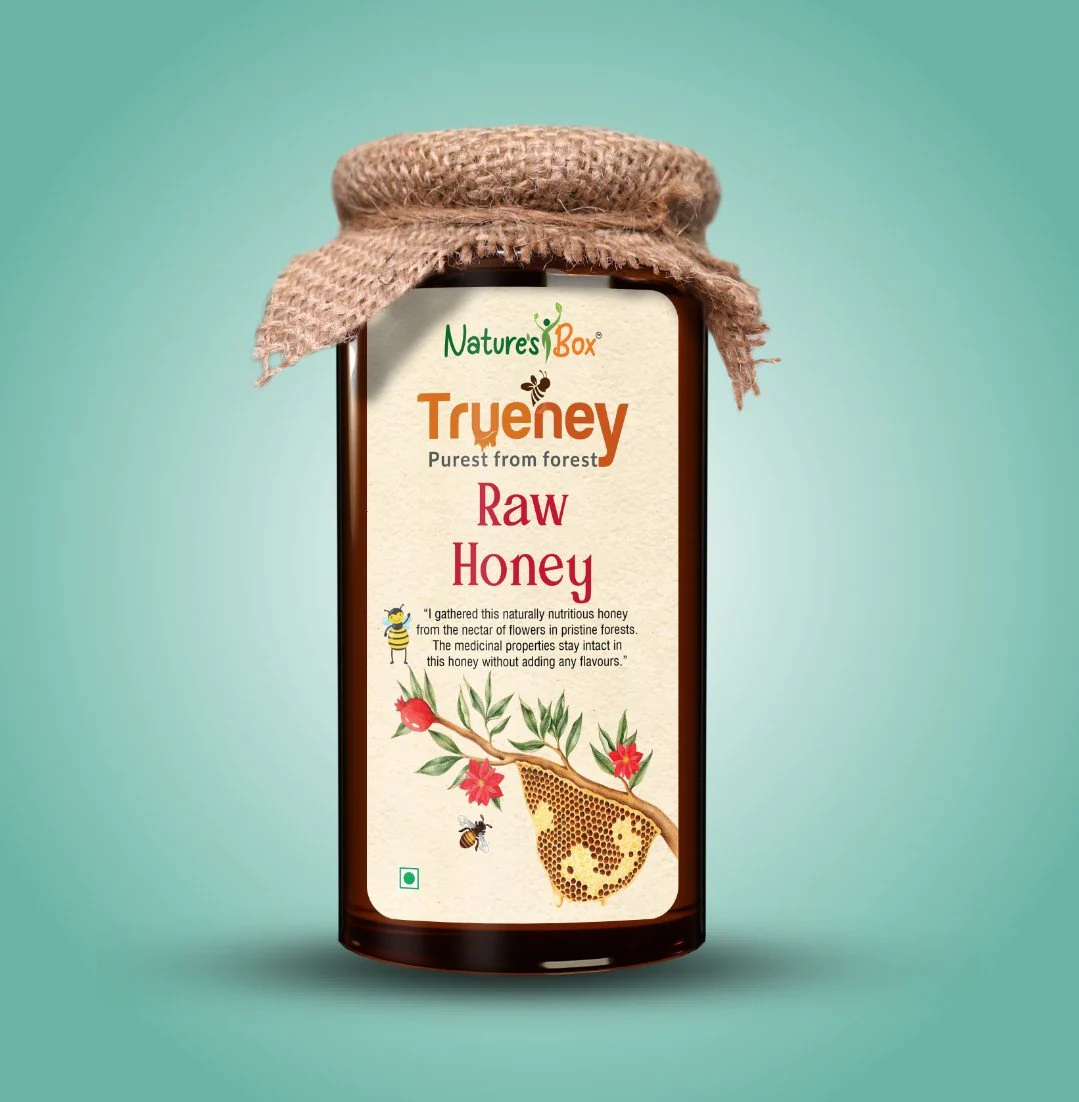 Nature's Box™
Trueney
Purest from forest
Raw
Honey
“I gathered this naturally nutritious honey
from the nectar of flowers in pristine forests.
The medicinal properties stay intact in
this honey without adding any flavours.”